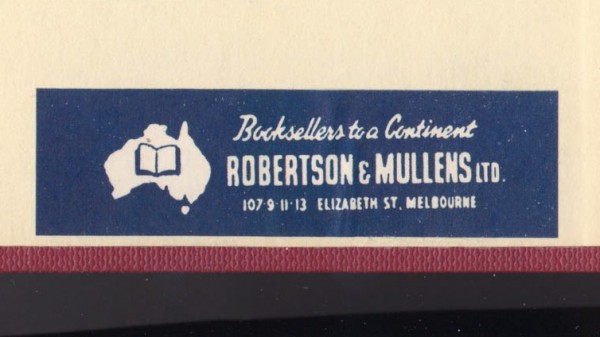 Booksellers to a Continent
ROBERTSON & MULLENS LTD.
107·9·11·13 ELIZABETH ST, MELBOURNE